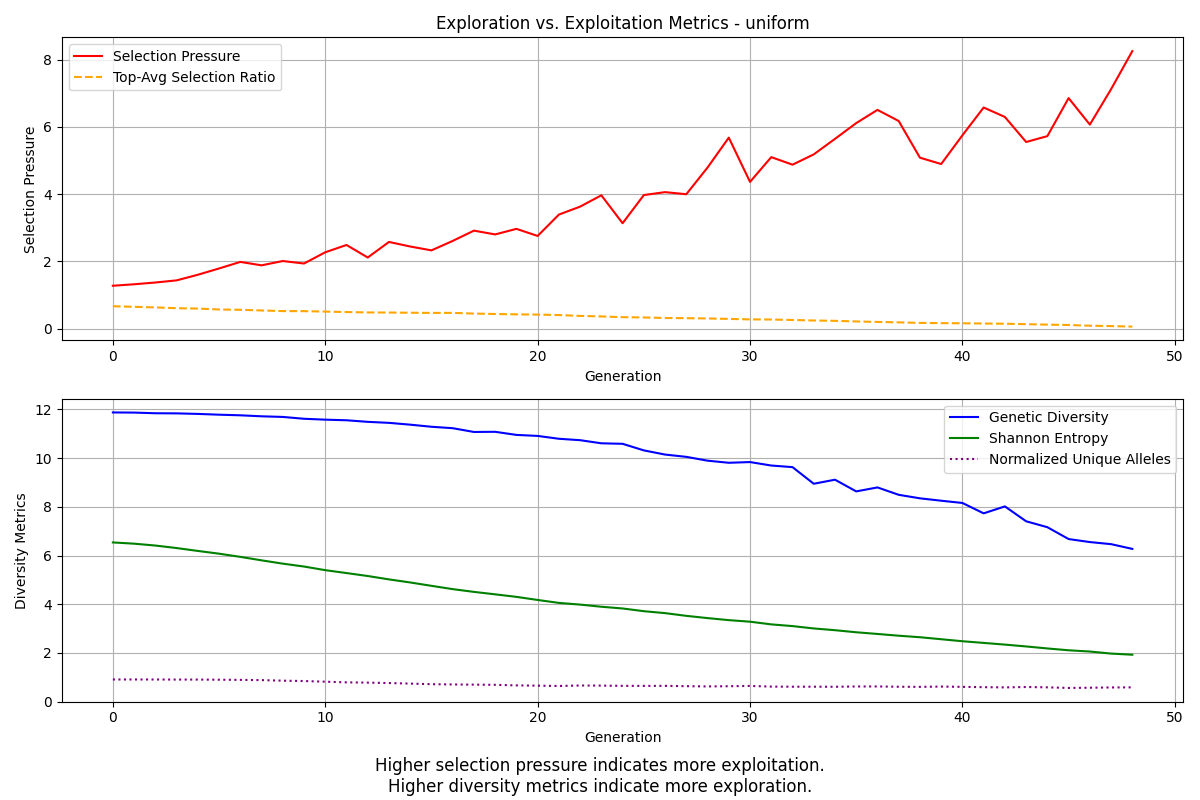 Exploration vs. Exploitation Metrics - uniform
Selection Pressure
Top-Avg Selection Ratio
Selection Pressure
8
6
4
2
0
0 10 20 30 40 50
Generation
Genetic Diversity
Shannon Entropy
Normalized Unique Alleles
Diversity Metrics
12
10
8
6
4
2
0
0 10 20 30 40 50
Generation
Higher selection pressure indicates more exploitation.
Higher diversity metrics indicate more exploration.